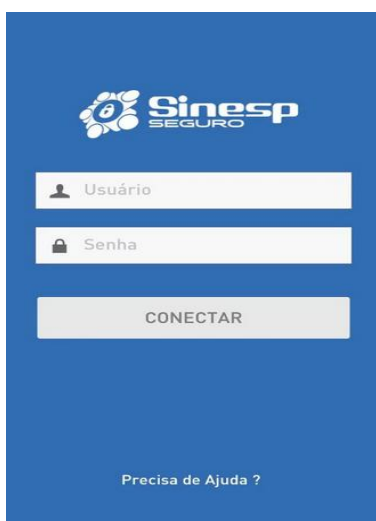 Sinesp
SEGURO
Usuário
Senha
CONECTAR
Precisa de Ajuda ?